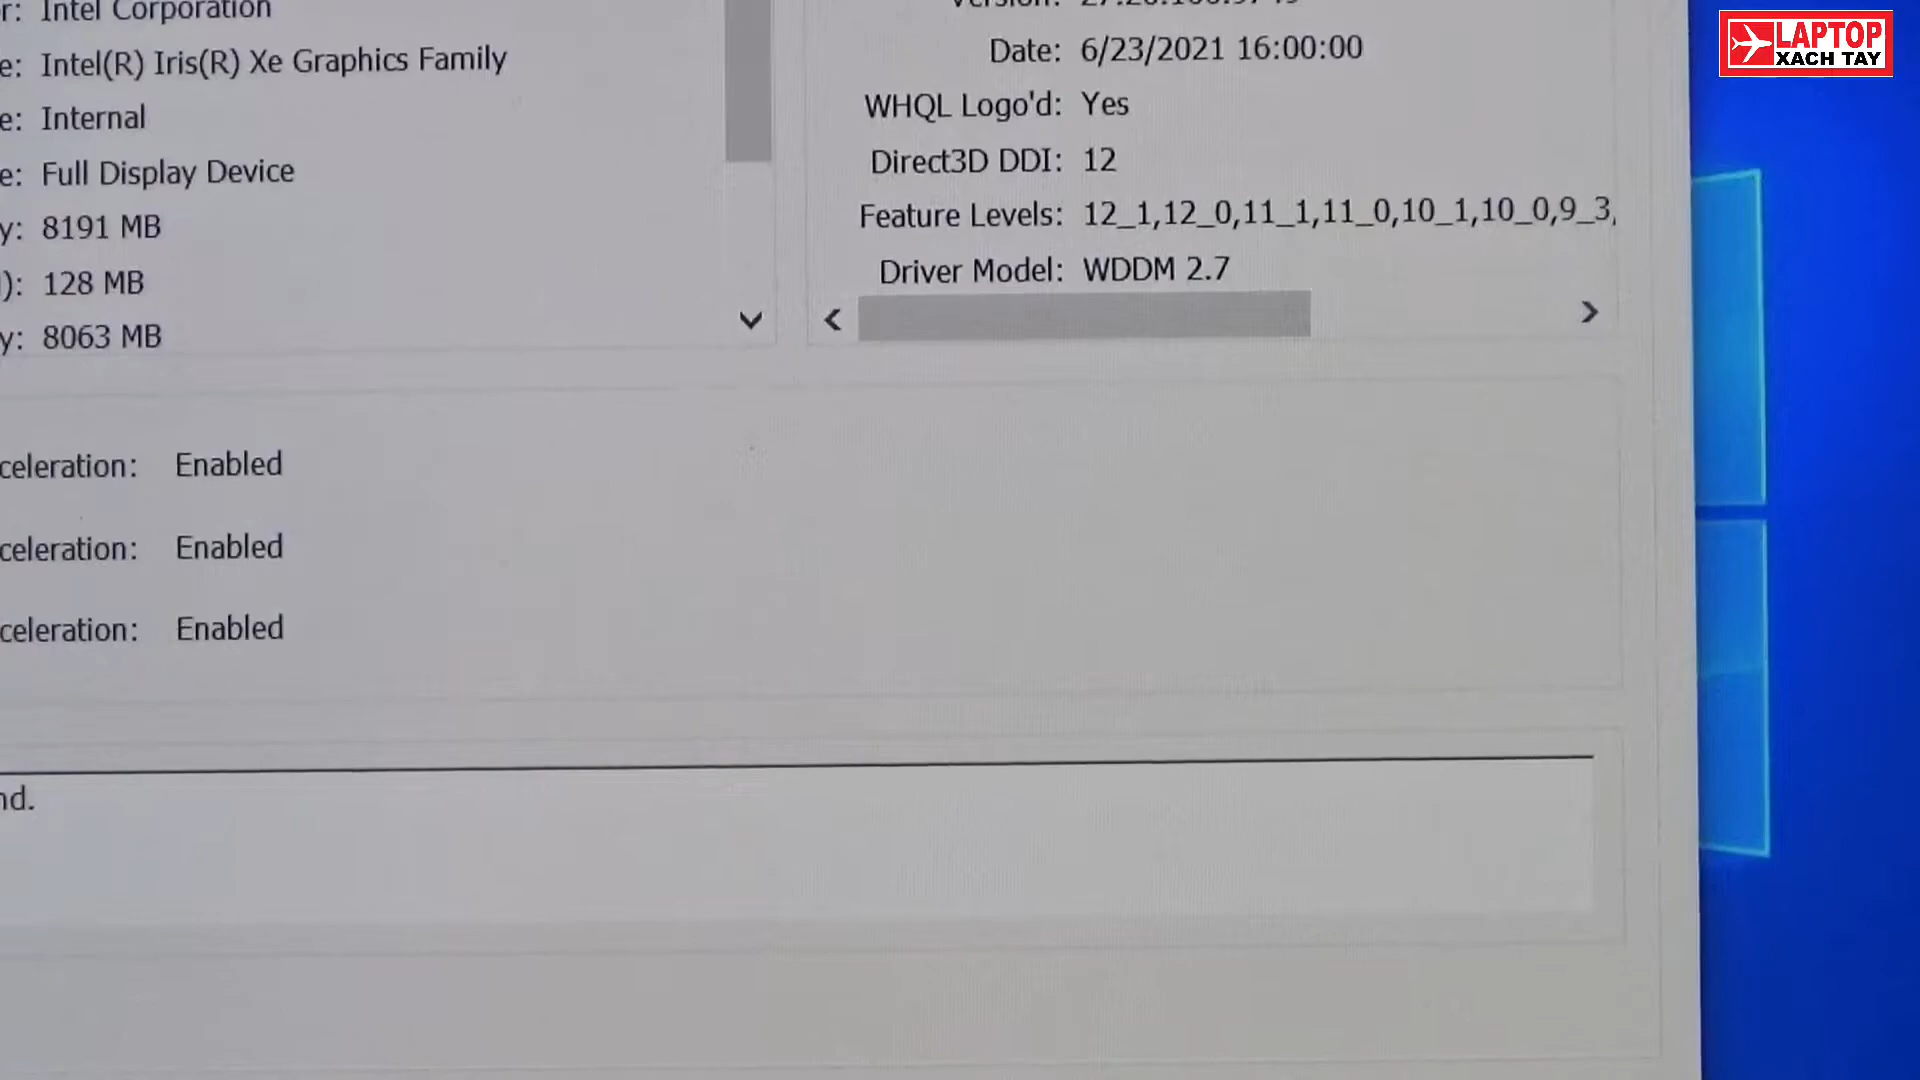 r: Intel Corporation
e: Intel(R) Iris(R) Xe Graphics Family
e: Internal
e: Full Display Device
y: 8191 MB
): 128 MB
y: 8063 MB
Date: 6/23/2021 16:00:00
WHQL Logo'd: Yes
Direct3D DDI: 12
Feature Levels: 12_1,12_0,11_1,11_0,10_1,10_0,9_3,
Driver Model: WDDM 2.7
celeration: Enabled
celeration: Enabled
celeration: Enabled
nd.
LAPTOP
XACH TAY